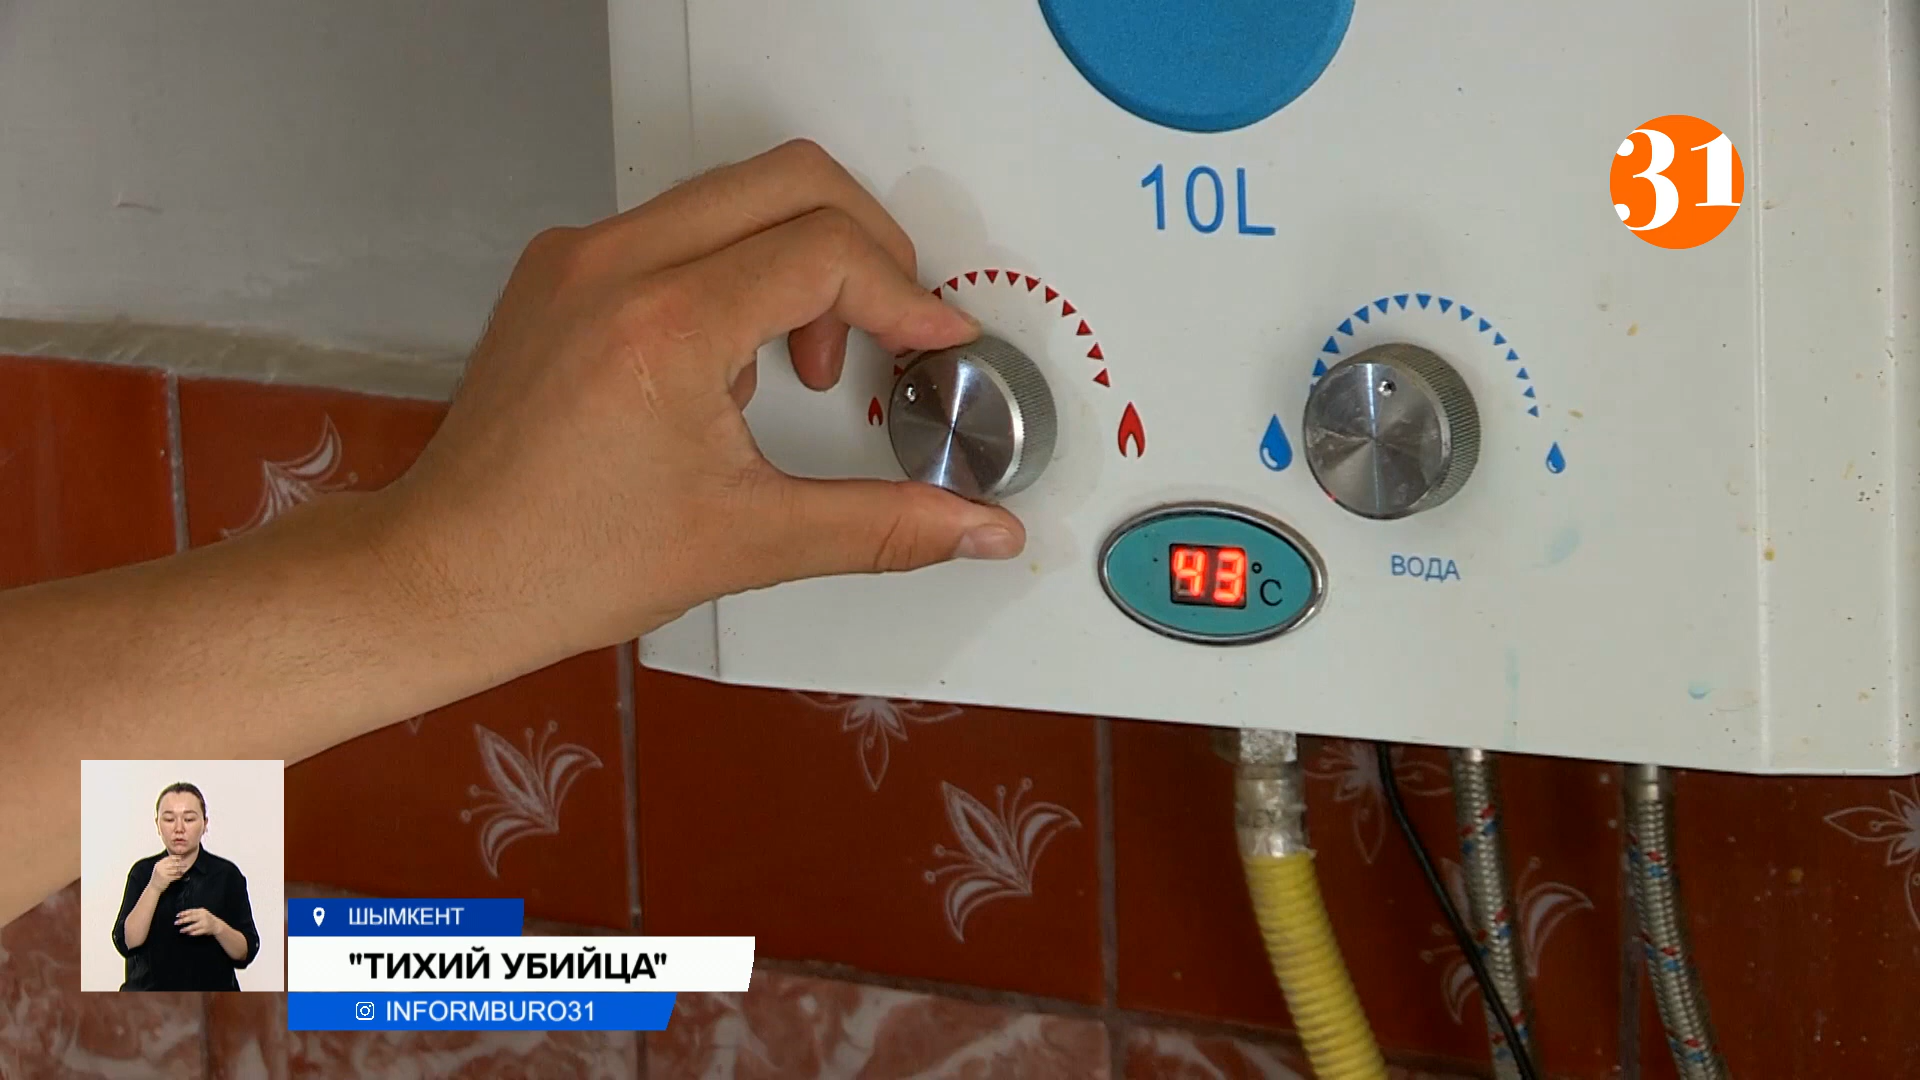 31
10L
43°C
ВОДА
ШЫМКЕНТ
"ТИХИЙ УБИЙЦА"
INFORMBURO31